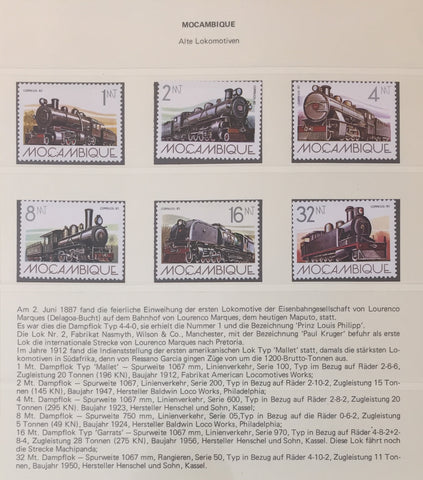 MOCAMBIQUE
Alte Lokomotiven
CORREIOS-87 1 MT
MOÇAMBIQUE
2 MT
MOÇAMBIQUE
4 MT
MOÇAMBIQUE
8 MT CORREIOS-87
MOÇAMBIQUE
CORREIOS-87 16 MT
MOÇAMBIQUE
32 MT CORREIOS-87
MOÇAMBIQUE
Am 2. Juni 1887 fand die feierliche Einweihung der ersten Lokomotive der Eisenbahngesellschaft von Lourenco
Marques (Delagoa-Bucht) auf dem Bahnhof von Lourenco Marques, dem heutigen Maputo, statt.
Es war dies die Dampflok Typ 4-4-0, sie erhielt die Nummer 1 und die Bezeichnung 'Prinz Louis Philipp'.
Die Lok Nr. 2, Fabrikat Nasmyth, Wilson & Co., Manchester, mit der Bezeichnung "Paul Kruger" befuhr als erste
Lok die internationale Strecke von Lourenco Marques nach Pretoria.
Im Jahre 1912 fand die Indienststellung der ersten amerikanischen Lok Typ 'Mallet' statt, damals die stärksten Lo-
komotiven in Südafrika, denn von Ressano Garcia zingen Züge von und die 1200-Brutto-Tonnen aus.
1 Mt. Dampflok Typ 'Mallet' – Spurweite 1067 mm, Linienverkehr, Serie 100, Typ im Bezug auf Räder 2-6-6,
Zugleistung 20 Tonnen (196 KN), Baujahr 1912, Fabrikant American Locomotives Works;
2 Mt. Dampflok – Spurweite 1067 mm, Linienverkehr, Serie 200, Typ in Bezug auf Räder 2-10-2, Zugleistung 15 Ton-
nen (145 KN), Baujahr 1947, Hersteller Baldwin Loco Works, Philadelphia;
4 Mt. Dampflok – Spurweite 1067 mm, Linienverkehr, Serie 600, Typ in Bezug auf Räder 2-8-2, Zugleistung 20
Tonnen (295 KN). Baujahr 1923, Hersteller Henschel und Sohn, Kassel;
8 Mt. Dampflok – Spurweite 750 mm, Linienverkehr, Serie 05,Typ in Bezug auf die Räder 0-6-2, Zugleistung
5 Tonnen (49 KN), Baujahr 1924, Hersteller Baldwin Loco Works, Philadelphia;
16 Mt. Dampflok Typ 'Garrats' – Spurweite 1067 mm, Linienverkehr, Serie 970, Typ in Bezug auf Räder 4-8-2+2-
8-4, Zugleistung 28 Tonnen (275 KN), Baujahr 1956, Hersteller Henschel und Sohn, Kassel. Diese Lok fährt noch
die Strecke Machipanda;
32 Mt. Dampflok – Spurweite 1067 mm, Rangieren, Serie 50, Typ in Bezug auf Räder 4-10-2, Zugleistung 11 Ton-
nen, Baujahr 1950, Hersteller Henschel und Sohn, Kassel.